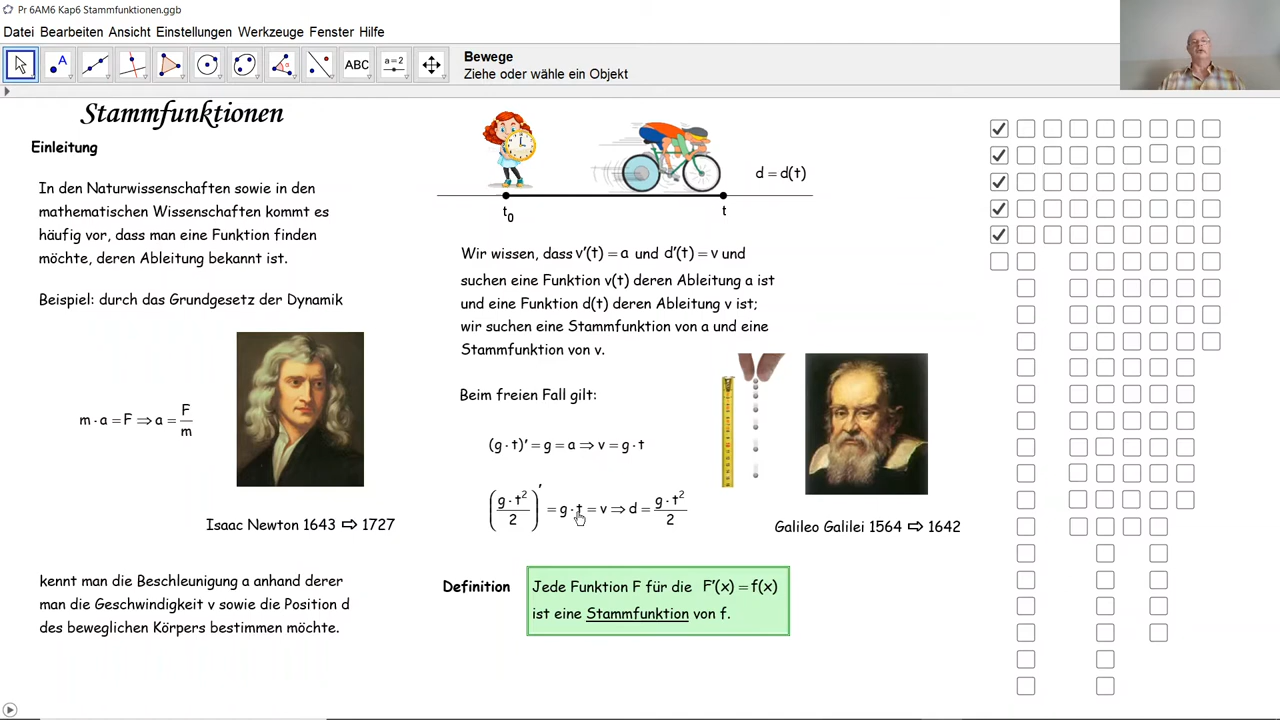 Pr 6AM6 Kap6 Stammfunktionen.ggb
Datei Bearbeiten Ansicht Einstellungen Werkzeuge Fenster Hilfe
A
ABC
a=2
Bewege
Ziehe oder wähle ein Objekt
Stammfunktionen
Einleitung
In den Naturwissenschaften sowie in den
mathematischen Wissenschaften kommt es
häufig vor, dass man eine Funktion finden
möchte, deren Ableitung bekannt ist.
Beispiel: durch das Grundgesetz der Dynamik
m · a = F ⇒ a = F/m
Isaac Newton 1643 ⇨ 1727
kennt man die Beschleunigung a anhand derer
man die Geschwindigkeit v sowie die Position d
des beweglichen Körpers bestimmen möchte.
d = d(t)
t₀ t
Wir wissen, dass v′(t) = a und d′(t) = v und
suchen eine Funktion v(t) deren Ableitung a ist
und eine Funktion d(t) deren Ableitung v ist;
wir suchen eine Stammfunktion von a und eine
Stammfunktion von v.
Beim freien Fall gilt:
(g · t)′ = g = a ⇒ v = g · t
(g · t²/2)′ = g · t = v ⇒ d = g · t²/2
Galileo Galilei 1564 ⇨ 1642
Definition
Jede Funktion F für die F′(x) = f(x)
ist eine Stammfunktion von f.